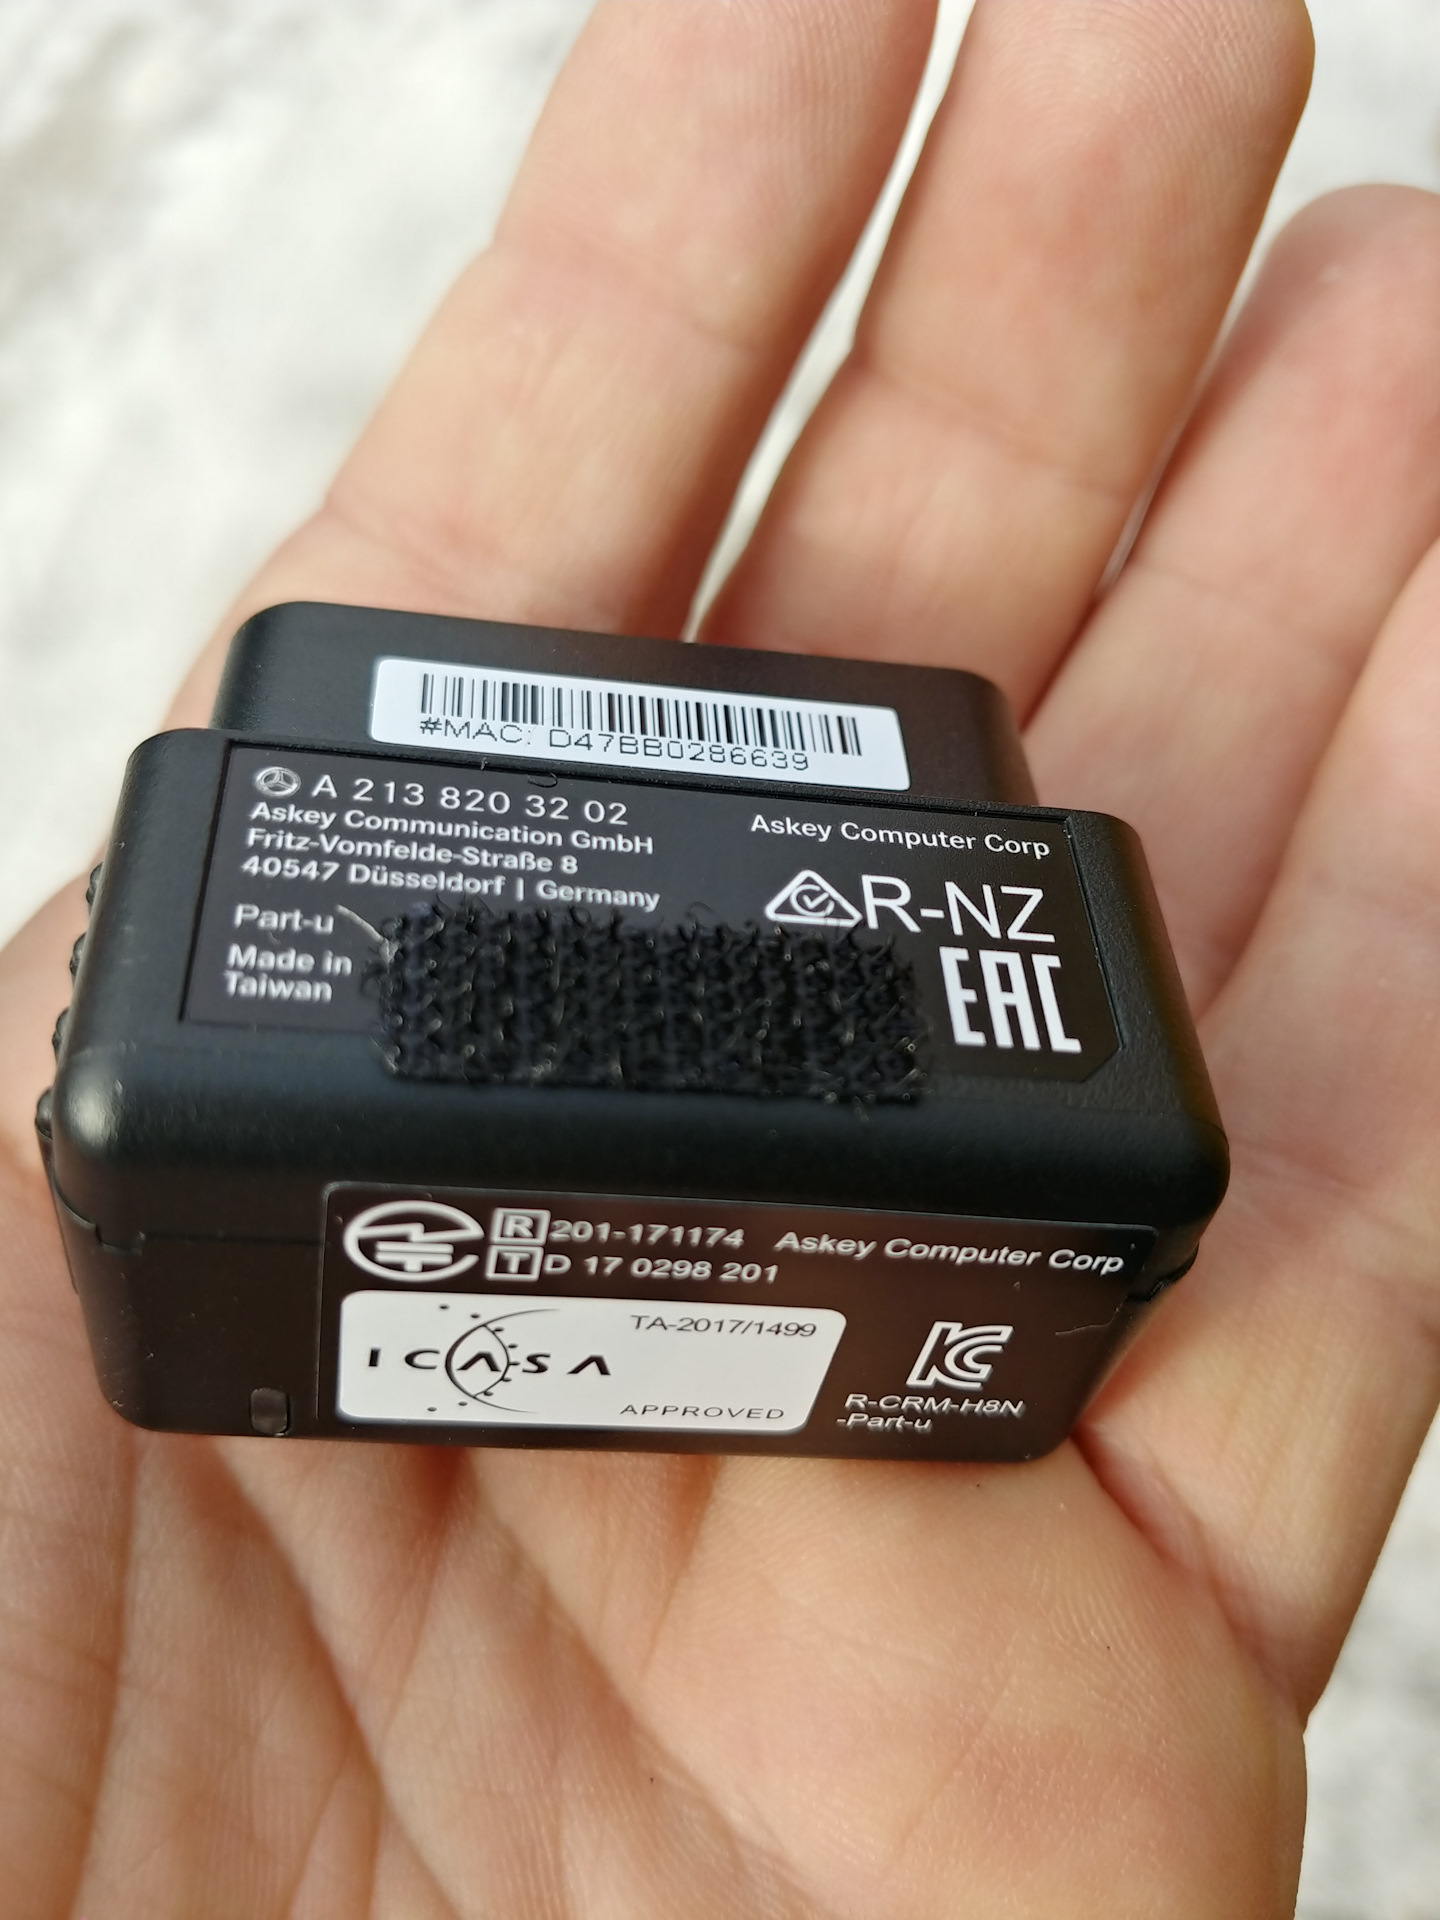 #MAC: D47BB0286639
A 213 820 32 02
Askey Communication GmbH
Fritz-Vomfelde-Straße 8
40547 Düsseldorf | Germany
Part-u
Made in
Taiwan
Askey Computer Corp
R-NZ
EAC
R 201-171174 Askey Computer Corp
T D 17 0298 201
TA-2017/1499
ICASA
APPROVED
KC
R-CRM-H8N
-Part-u